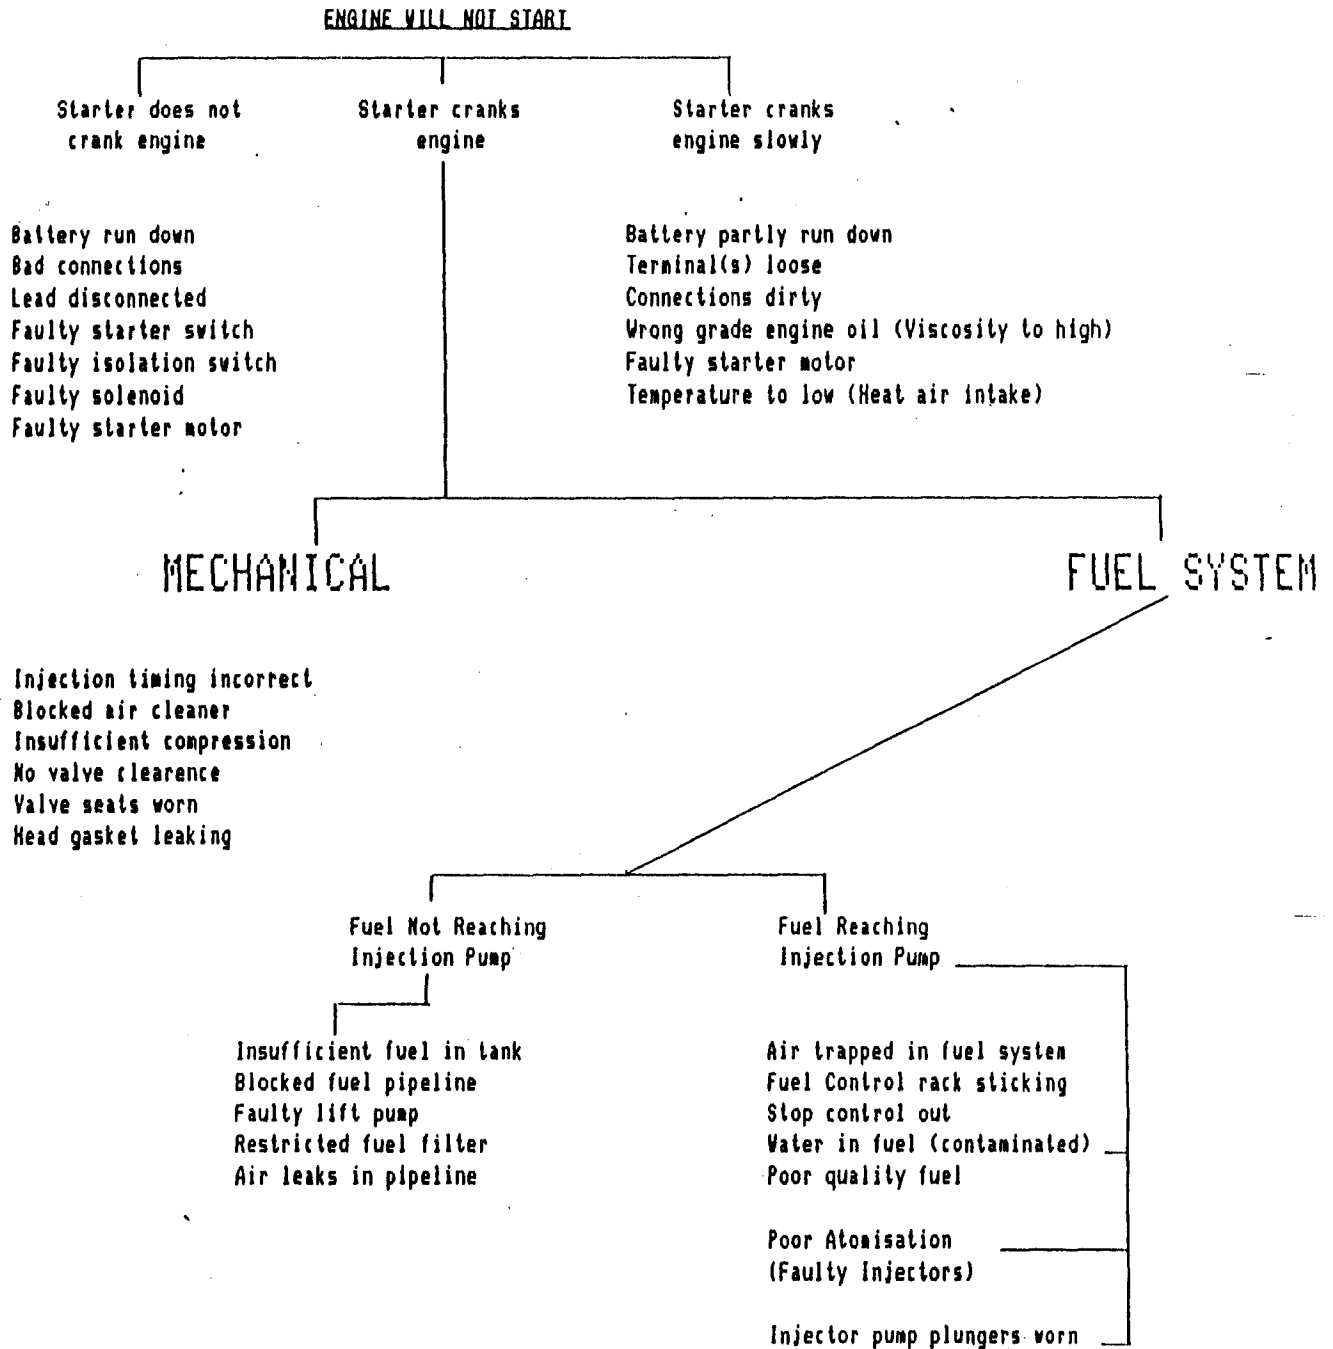 ENGINE WILL NOT START
Starter does not
crank engine
Starter cranks
engine
Starter cranks
engine slowly
Battery run down
Bad connections
Lead disconnected
Faulty starter switch
Faulty isolation switch
Faulty solenoid
Faulty starter motor
Battery partly run down
Terminal(s) loose
Connections dirty
Wrong grade engine oil (Viscosity to high)
Faulty starter motor
Temperature to low (Heat air intake)
MECHANICAL
FUEL SYSTEM
Injection timing incorrect
Blocked air cleaner
Insufficient compression
No valve clearence
Valve seats worn
Head gasket leaking
Fuel Not Reaching
Injection Pump
Fuel Reaching
Injection Pump
Insufficient fuel in tank
Blocked fuel pipeline
Faulty lift pump
Restricted fuel filter
Air leaks in pipeline
Air trapped in fuel system
Fuel Control rack sticking
Stop control out
Water in fuel (contaminated)
Poor quality fuel
Poor Atomisation
(Faulty Injectors)
Injector pump plungers worn